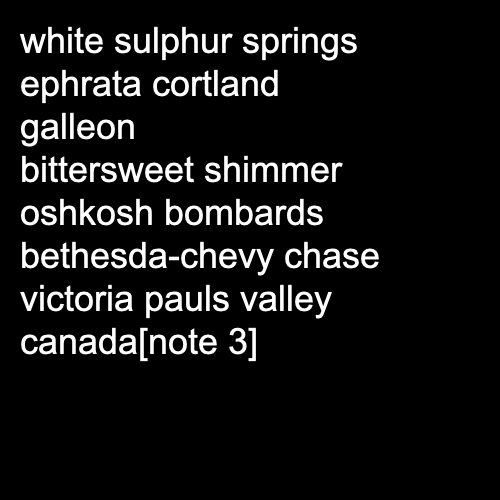 white sulphur springs
ephrata cortland
galleon
bittersweet shimmer
oshkosh bombards
bethesda-chevy chase
victoria pauls valley
canada[note 3]